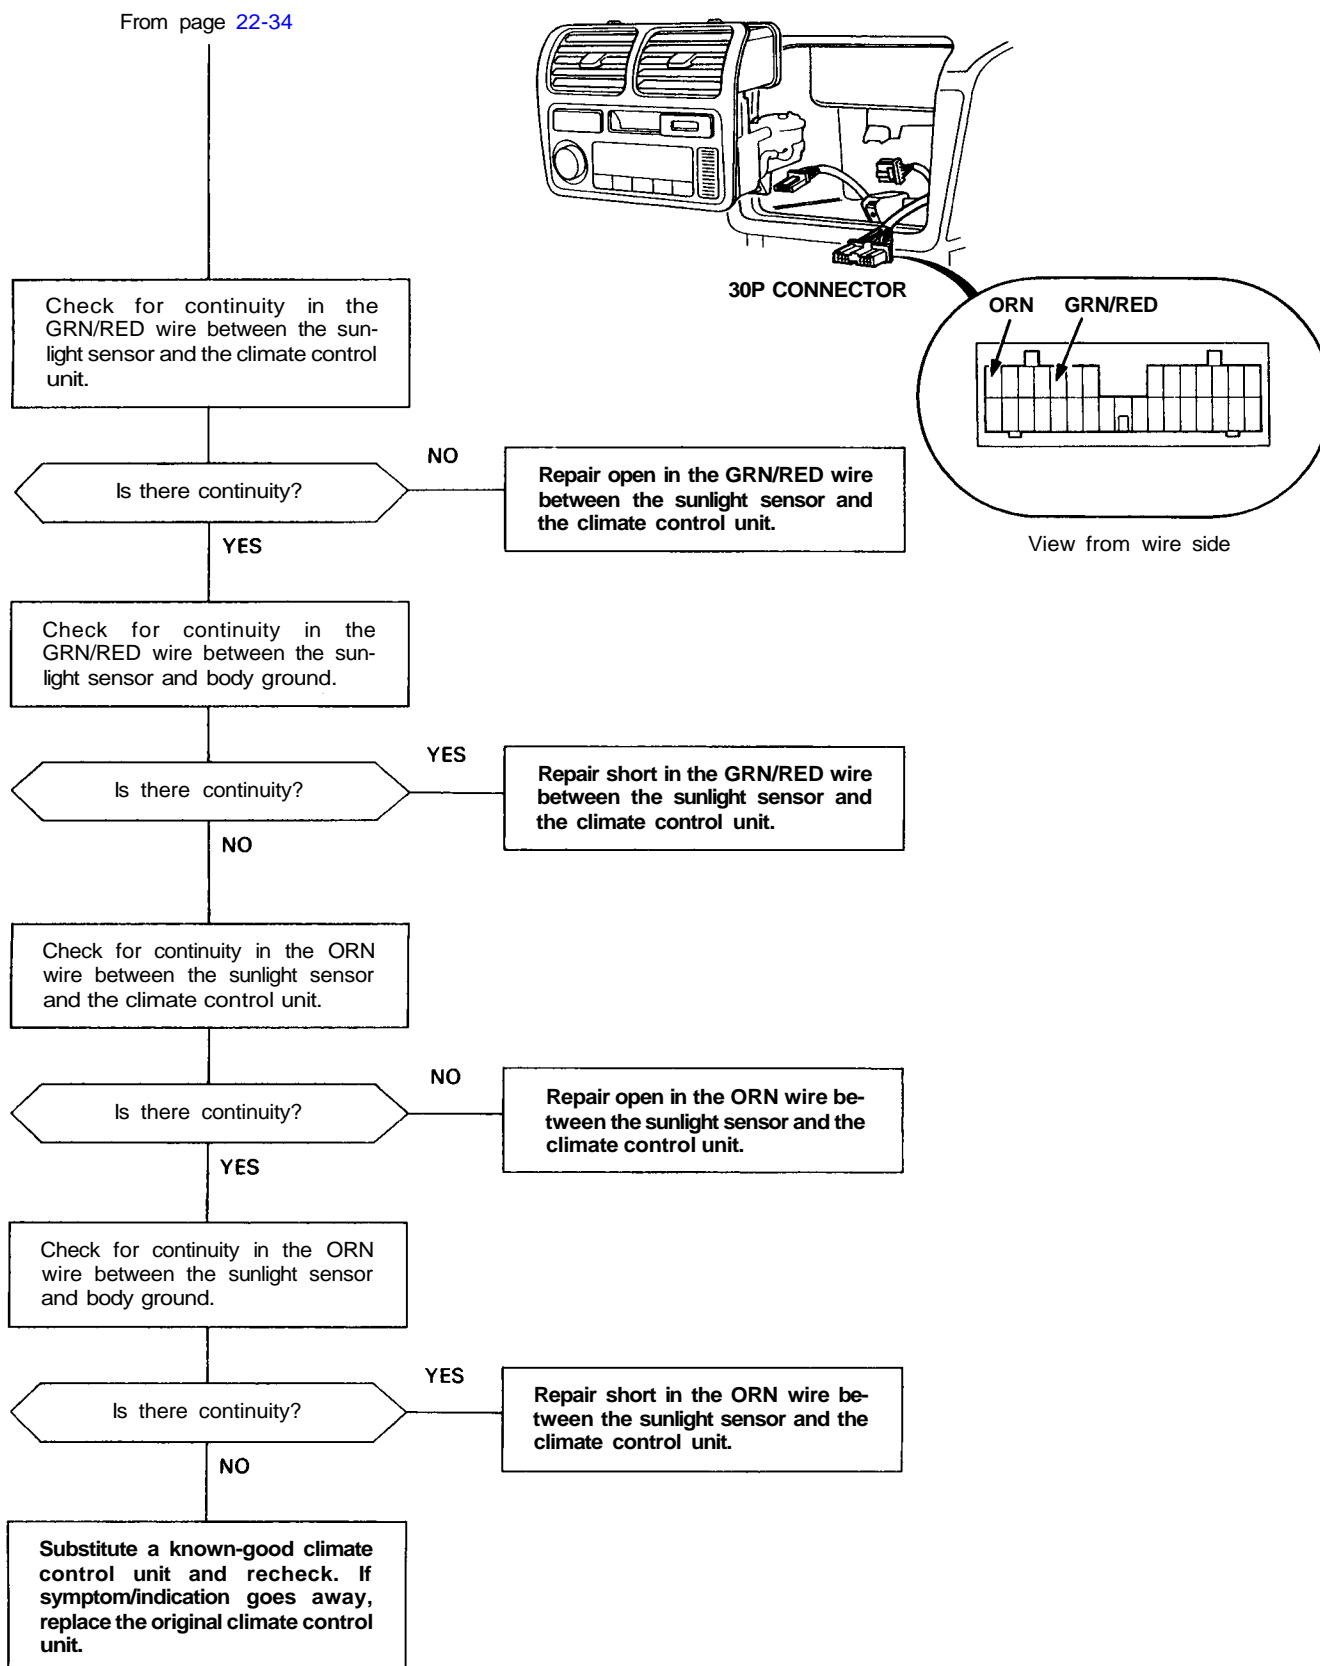 From page 22-34
30P CONNECTOR
ORN GRN/RED
View from wire side
Check for continuity in the
GRN/RED wire between the sun-
light sensor and the climate control
unit.
Is there continuity?
NO
Repair open in the GRN/RED wire
between the sunlight sensor and
the climate control unit.
YES
Check for continuity in the
GRN/RED wire between the sun-
light sensor and body ground.
Is there continuity?
YES
Repair short in the GRN/RED wire
between the sunlight sensor and
the climate control unit.
NO
Check for continuity in the ORN
wire between the sunlight sensor
and the climate control unit.
Is there continuity?
NO
Repair open in the ORN wire be-
tween the sunlight sensor and the
climate control unit.
YES
Check for continuity in the ORN
wire between the sunlight sensor
and body ground.
Is there continuity?
YES
Repair short in the ORN wire be-
tween the sunlight sensor and the
climate control unit.
NO
Substitute a known-good climate
control unit and recheck. If
symptom/indication goes away,
replace the original climate control
unit.